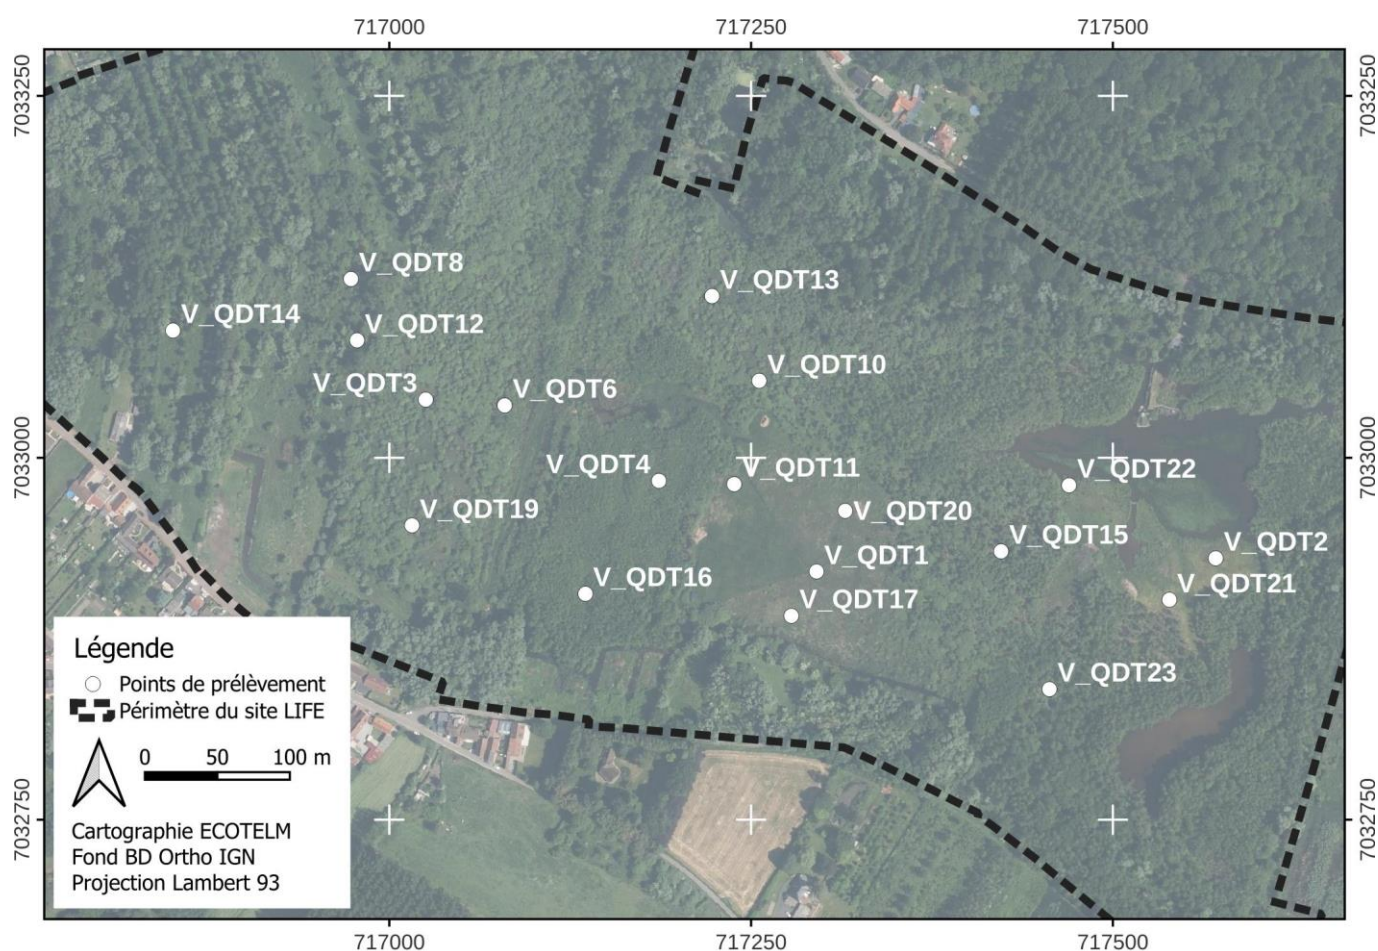 717000 717250 717500
7033250 7033250
V_QDT8
V_QDT13
V_QDT14
V_QDT12
V_QDT10
V_QDT3
V_QDT6
7033000 7033000
V_QDT4
V_QDT11
V_QDT22
V_QDT19
V_QDT20
V_QDT15
V_QDT2
V_QDT1
V_QDT16
V_QDT21
V_QDT17
V_QDT23
7032750 7032750
Légende
Points de prélèvement
Périmètre du site LIFE
0 50 100 m
Cartographie ECOTELM
Fond BD Ortho IGN
Projection Lambert 93
717000 717250 717500